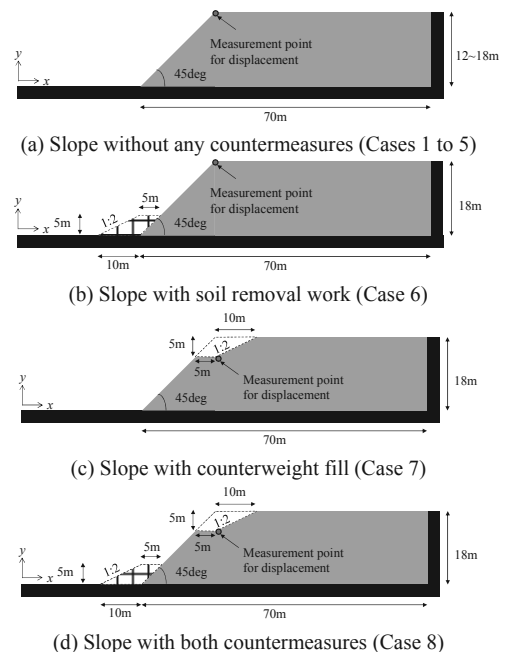 Measurement point
for displacement
y
x
45deg
12~18m
70m
(a) Slope without any countermeasures (Cases 1 to 5)
y
x
5m
1:2
5m
Measurement point
for displacement
45deg
18m
10m
70m
(b) Slope with soil removal work (Case 6)
10m
5m
1:2
5m
Measurement point
for displacement
y
x
45deg
18m
70m
(c) Slope with counterweight fill (Case 7)
10m
5m
1:2
5m
Measurement point
for displacement
y
x
5m
1:2
5m
45deg
18m
10m
70m
(d) Slope with both countermeasures (Case 8)